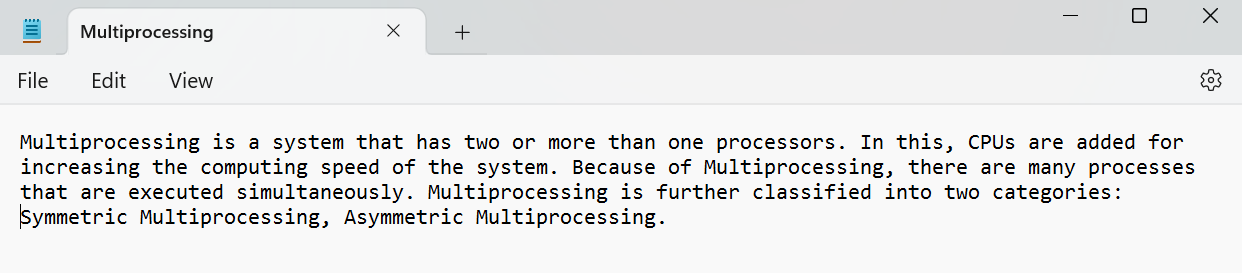 Multiprocessing
File Edit View
Multiprocessing is a system that has two or more than one processors. In this, CPUs are added for
increasing the computing speed of the system. Because of Multiprocessing, there are many processes
that are executed simultaneously. Multiprocessing is further classified into two categories:
Symmetric Multiprocessing, Asymmetric Multiprocessing.